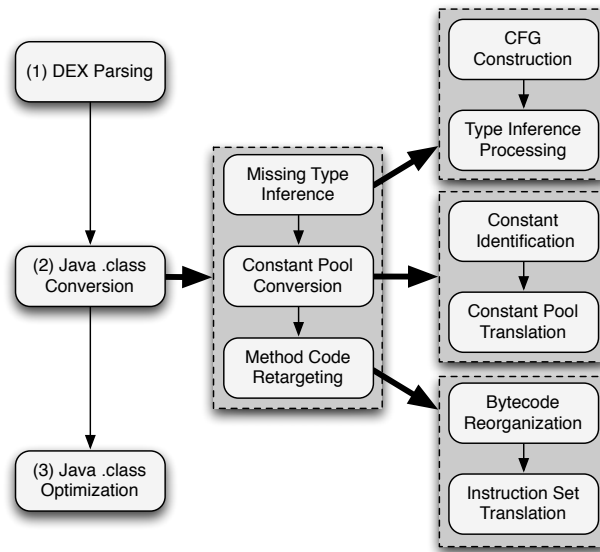 (1) DEX Parsing
(2) Java .class
Conversion
(3) Java .class
Optimization
Missing Type
Inference
Constant Pool
Conversion
Method Code
Retargeting
CFG
Construction
Type Inference
Processing
Constant
Identification
Constant Pool
Translation
Bytecode
Reorganization
Instruction Set
Translation